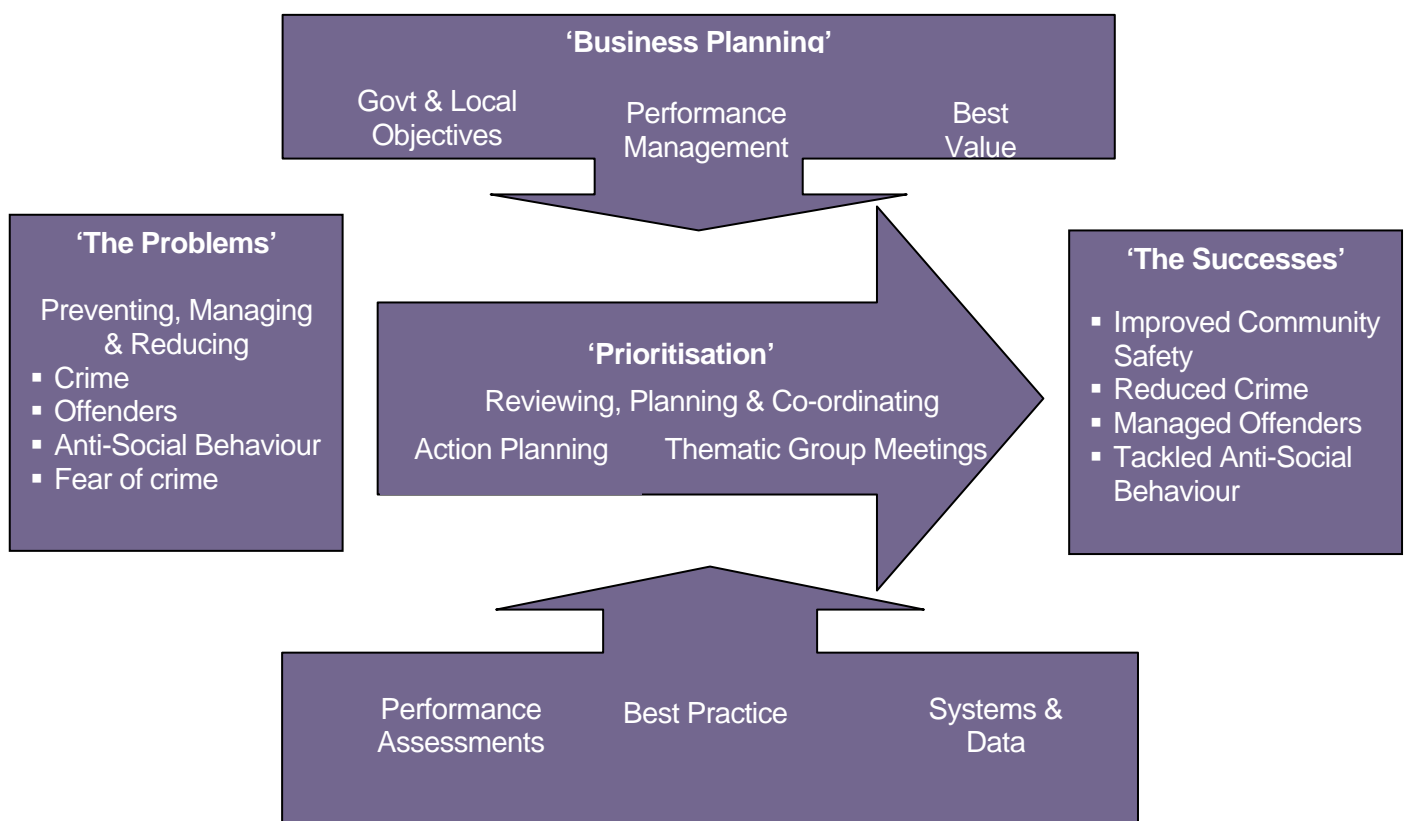 ‘Business Planning’
Govt & Local
Objectives
Performance
Management
Best
Value
‘The Problems’
Preventing, Managing
& Reducing
▪ Crime
▪ Offenders
▪ Anti-Social Behaviour
▪ Fear of crime
‘Prioritisation’
Reviewing, Planning & Co-ordinating
Action Planning Thematic Group Meetings
‘The Successes’
▪ Improved Community
Safety
▪ Reduced Crime
▪ Managed Offenders
▪ Tackled Anti-Social
Behaviour
Performance
Assessments
Best Practice
Systems &
Data